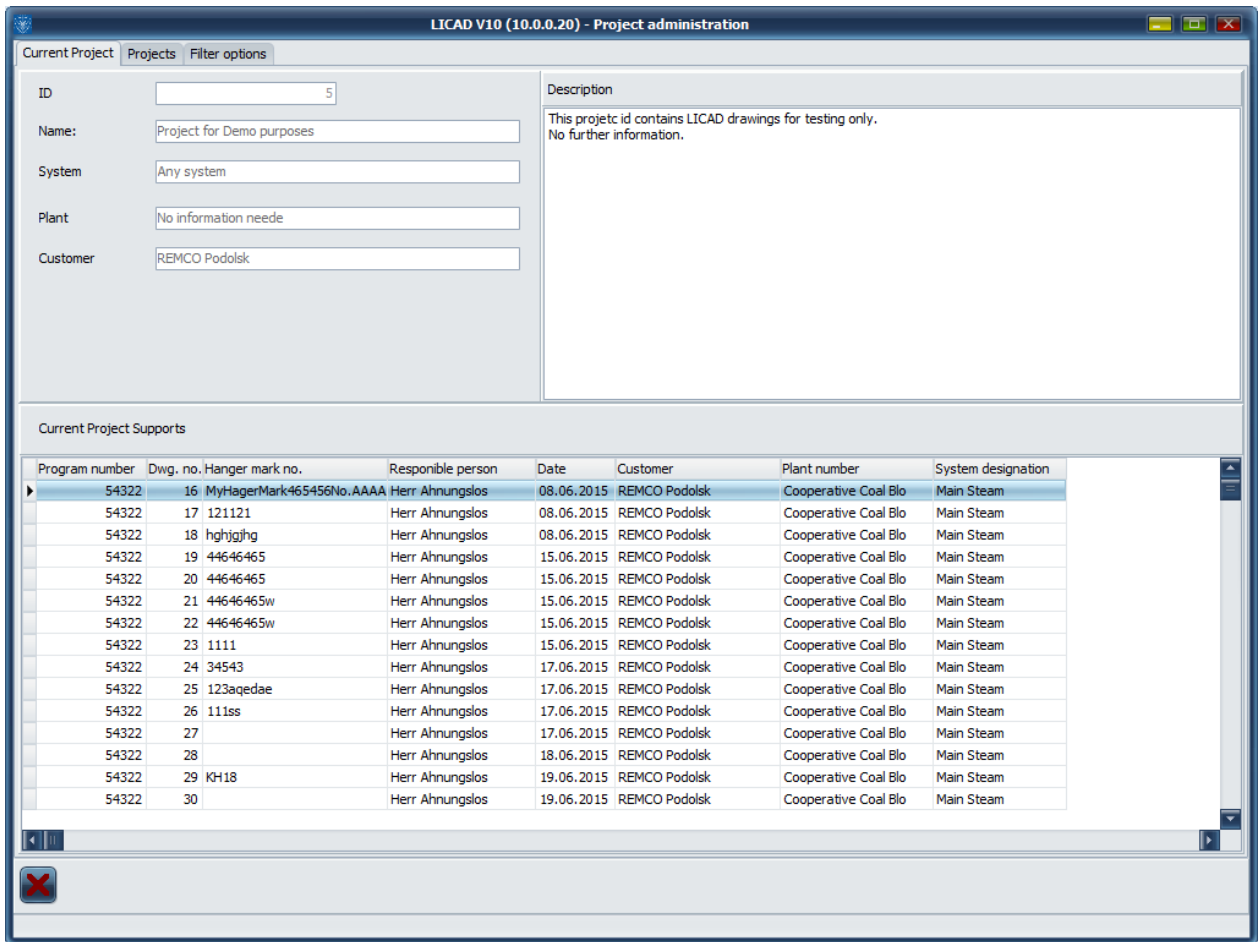 LICAD V10 (10.0.0.20) - Project administration
Current Project Projects Filter options
ID 5
Name: Project for Demo purposes
System Any system
Plant No information neede
Customer REMCO Podolsk
Description
This projetc id contains LICAD drawings for testing only.
No further information.
Current Project Supports
Program number Dwg. no. Hanger mark no. Responible person Date Customer Plant number System designation
54322 16 MyHagerMark465456No.AAAA Herr Ahnungslos 08.06.2015 REMCO Podolsk Cooperative Coal Blo Main Steam
54322 17 121121 Herr Ahnungslos 08.06.2015 REMCO Podolsk Cooperative Coal Blo Main Steam
54322 18 hghjgjhg Herr Ahnungslos 08.06.2015 REMCO Podolsk Cooperative Coal Blo Main Steam
54322 19 44646465 Herr Ahnungslos 15.06.2015 REMCO Podolsk Cooperative Coal Blo Main Steam
54322 20 44646465 Herr Ahnungslos 15.06.2015 REMCO Podolsk Cooperative Coal Blo Main Steam
54322 21 44646465w Herr Ahnungslos 15.06.2015 REMCO Podolsk Cooperative Coal Blo Main Steam
54322 22 44646465w Herr Ahnungslos 15.06.2015 REMCO Podolsk Cooperative Coal Blo Main Steam
54322 23 1111 Herr Ahnungslos 15.06.2015 REMCO Podolsk Cooperative Coal Blo Main Steam
54322 24 34543 Herr Ahnungslos 17.06.2015 REMCO Podolsk Cooperative Coal Blo Main Steam
54322 25 123aqedae Herr Ahnungslos 17.06.2015 REMCO Podolsk Cooperative Coal Blo Main Steam
54322 26 111ss Herr Ahnungslos 17.06.2015 REMCO Podolsk Cooperative Coal Blo Main Steam
54322 27 Herr Ahnungslos 17.06.2015 REMCO Podolsk Cooperative Coal Blo Main Steam
54322 28 Herr Ahnungslos 18.06.2015 REMCO Podolsk Cooperative Coal Blo Main Steam
54322 29 KH18 Herr Ahnungslos 19.06.2015 REMCO Podolsk Cooperative Coal Blo Main Steam
54322 30 Herr Ahnungslos 19.06.2015 REMCO Podolsk Cooperative Coal Blo Main Steam